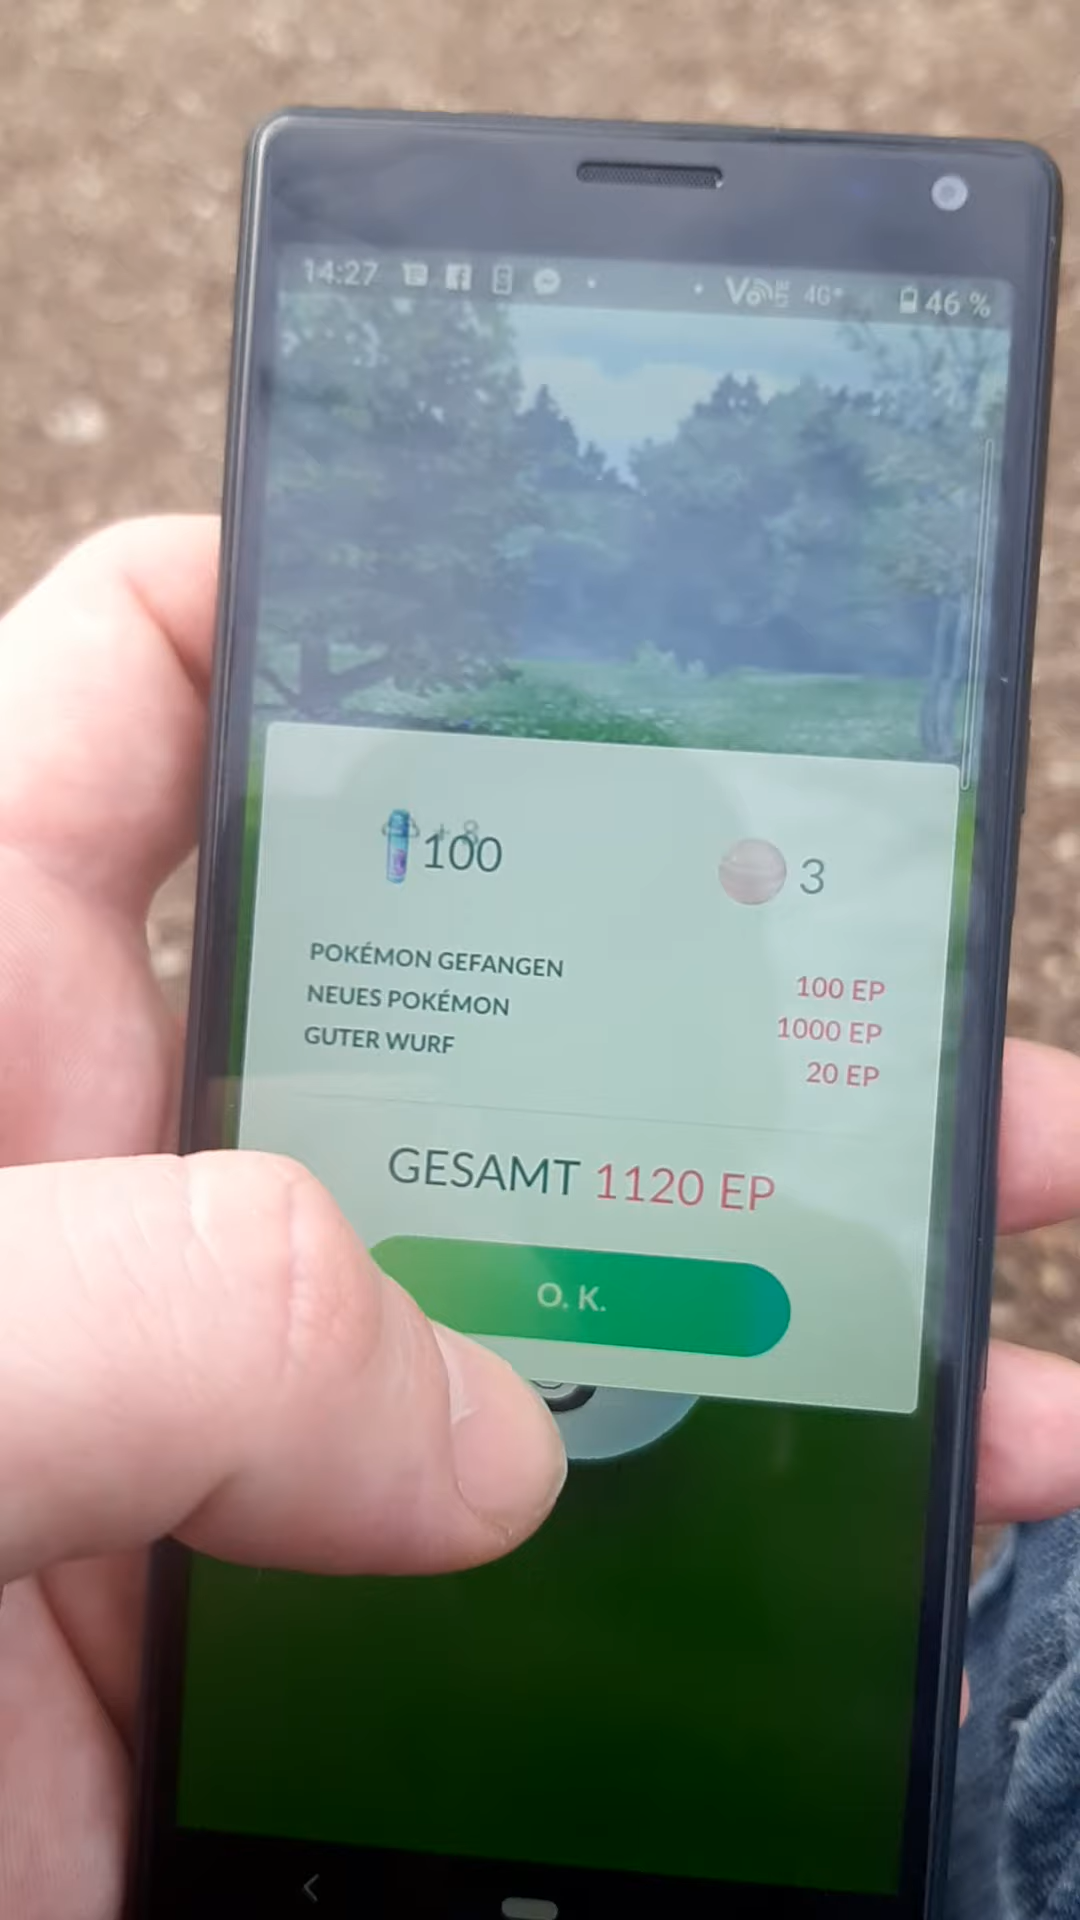 14:27
4G+
46 %
100
3
POKÉMON GEFANGEN 100 EP
NEUES POKÉMON 1000 EP
GUTER WURF 20 EP
GESAMT 1120 EP
O. K.